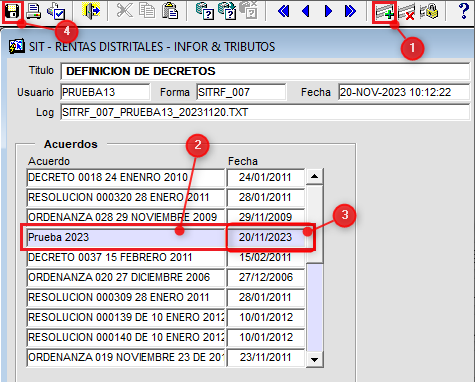 4
1
SIT - RENTAS DISTRITALES - INFOR & TRIBUTOS
Titulo DEFINICION DE DECRETOS
Usuario PRUEBA13 Forma SITRF_007 Fecha 20-NOV-2023 10:12:22
Log SITRF_007_PRUEBA13_20231120.TXT
Acuerdos 2
Acuerdo Fecha
DECRETO 0018 24 ENENRO 2010 24/01/2011
RESOLUCION 000320 28 ENERO 2011 28/01/2011
ORDENANZA 028 29 NOVIEMBRE 2009 29/11/2009
3
Prueba 2023 20/11/2023
DECRETO 0037 15 FEBRERO 2011 15/02/2011
ORDENANZA 020 27 DICIEMBRE 2006 27/12/2006
RESOLUCION 000309 28 ENERO 2011 28/01/2011
RESOLUCION 000139 DE 10 ENERO 2012 10/01/2012
RESOLUCION 000140 DE 10 ENERO 2012 10/01/2012
ORDENANZA 019 NOVIEMBRE 23 DE 201 23/11/2011